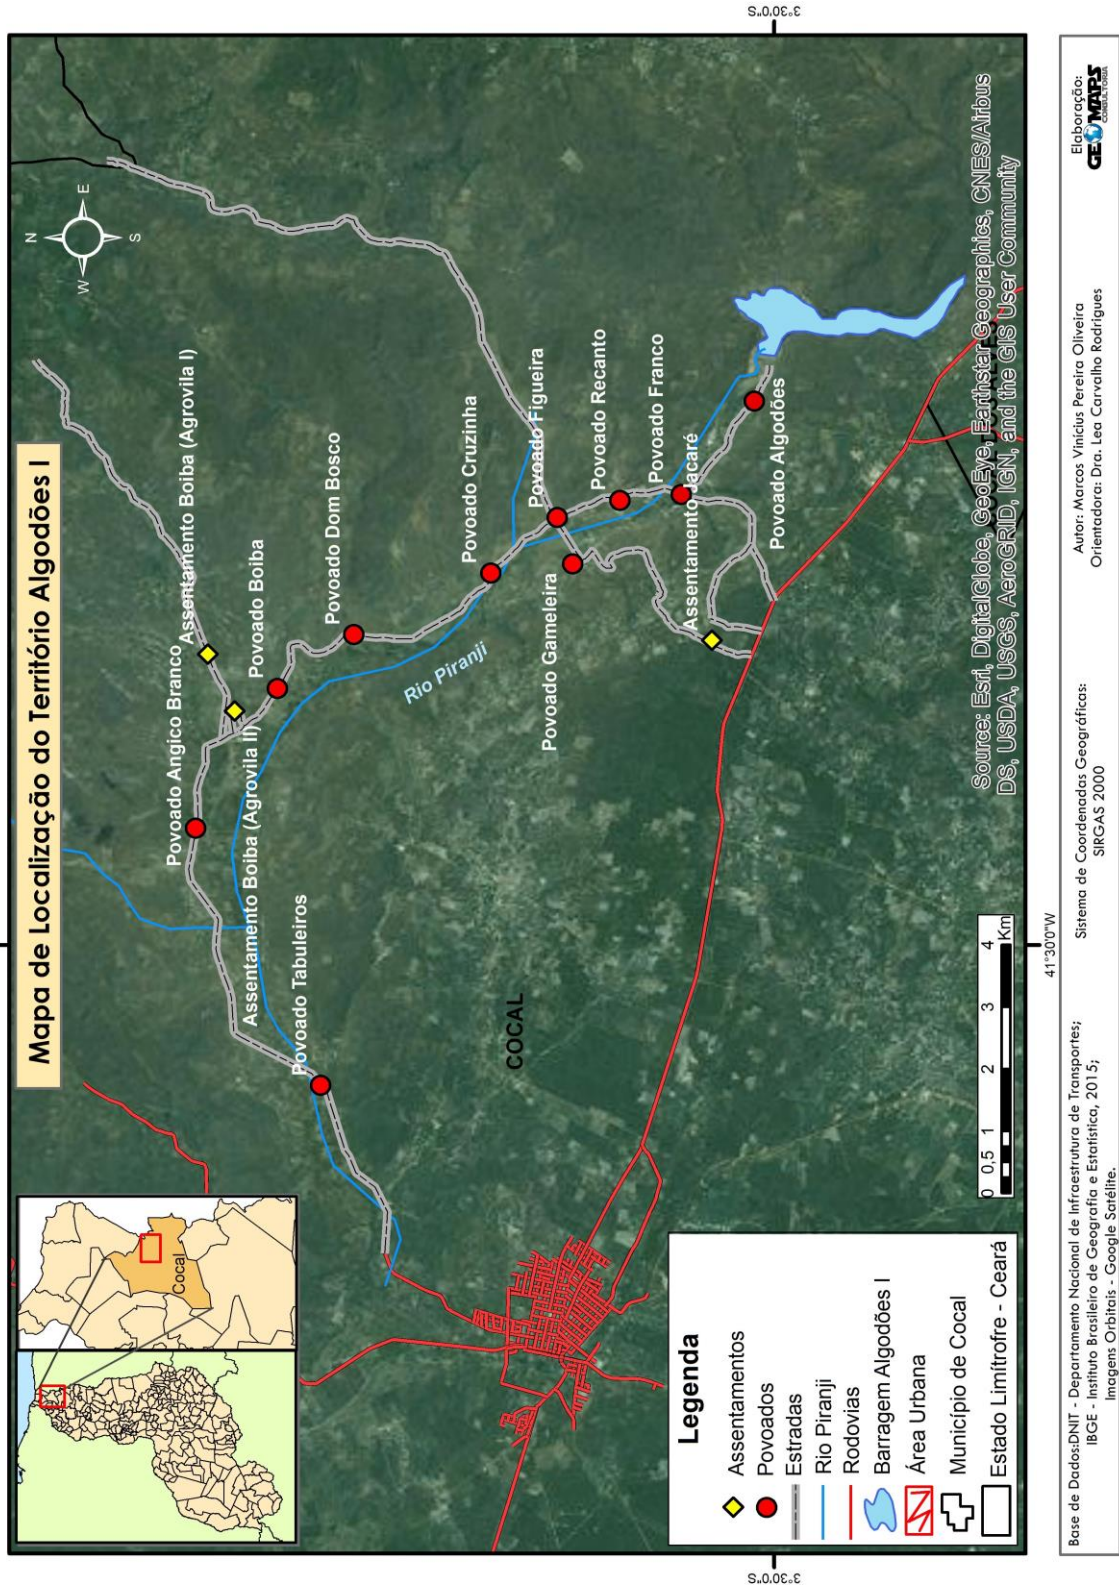 Mapa de Localização do Território Algodões I
N
W
E
S
Cocal
Povoado Angico Branco
Assentamento Boiba (Agrovila I)
Povoado Boiba
Assentamento Boiba (Agrovila II)
Povoado Dom Bosco
Povoado Tabuleiros
Rio Piranji
Povoado Cruzinha
Povoado Figueira
Povoado Gameleira
Povoado Recanto
Povoado Franco
Assentamento Jacaré
Povoado Algodões
COCAL
Legenda
Assentamentos
Povoados
Estradas
Rio Piranji
Rodovias
Barragem Algodões I
Área Urbana
Município de Cocal
Estado Limítrofre - Ceará
0 0,5 1 2 3 4
Km
Source: Esri, DigitalGlobe, GeoEye, Earthstar Geographics, CNES/Airbus
DS, USDA, USGS, AeroGRID, IGN, and the GIS User Community
3°30'0"S
3°30'0"S
41°30'0"W
Base de Dados:DNIT - Departamento Nacional de Infraestrutura de Transportes;
IBGE - Instituto Brasileiro de Geografia e Estatística, 2015;
Imagens Orbitais - Google Satélite.
Sistema de Coordenadas Geográficas:
SIRGAS 2000
Autor: Marcos Vinicius Pereira Oliveira
Orientadora: Dra. Lea Carvalho Rodrigues
Elaboração:
GEOMAPS
CONSULTORIA